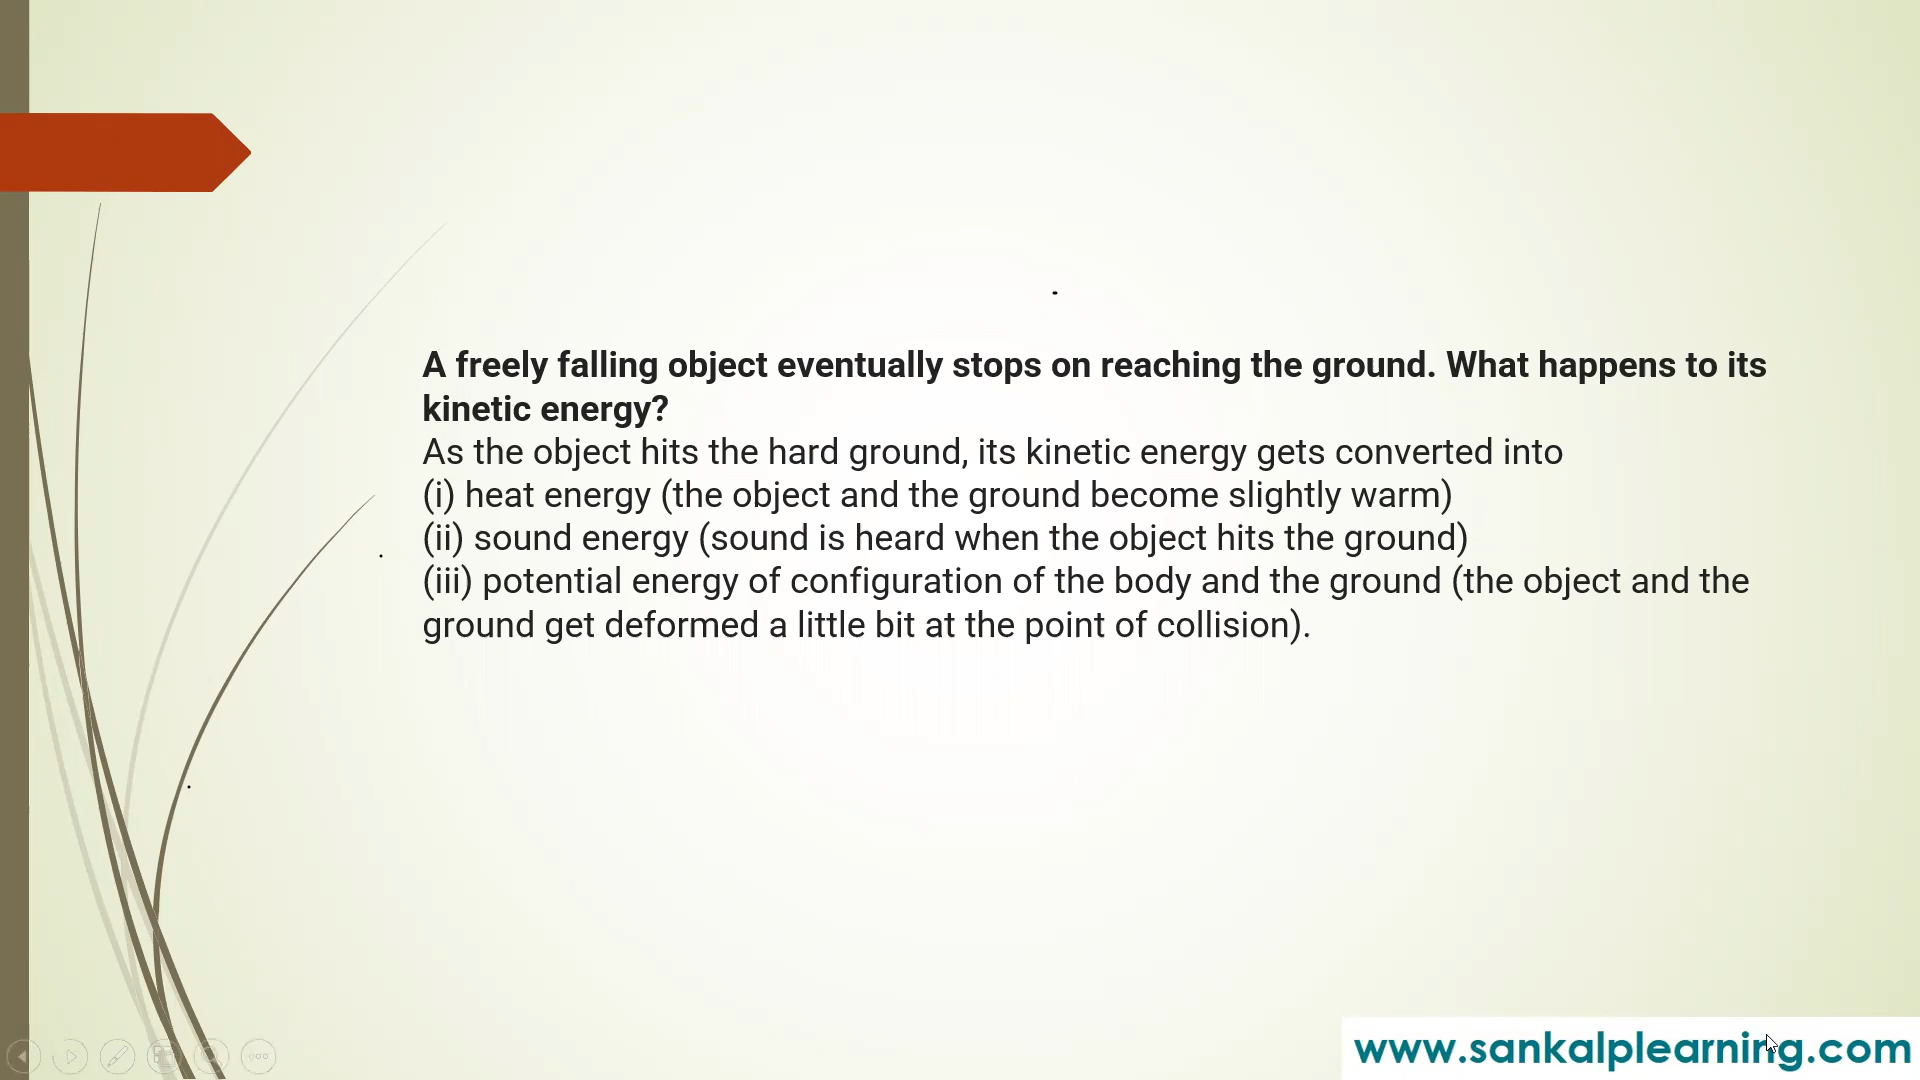 A freely falling object eventually stops on reaching the ground. What happens to its
kinetic energy?
As the object hits the hard ground, its kinetic energy gets converted into
(i) heat energy (the object and the ground become slightly warm)
(ii) sound energy (sound is heard when the object hits the ground)
(iii) potential energy of configuration of the body and the ground (the object and the
ground get deformed a little bit at the point of collision).
www.sankalplearning.com